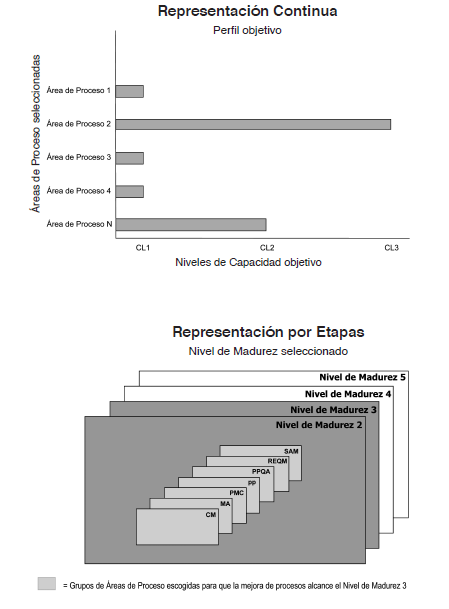 Representación Continua
Perfil objetivo
Áreas de Proceso seleccionadas
Área de Proceso 1
Área de Proceso 2
Área de Proceso 3
Área de Proceso 4
Área de Proceso N
CL1 CL2 CL3
Niveles de Capacidad objetivo
Representación por Etapas
Nivel de Madurez seleccionado
Nivel de Madurez 5
Nivel de Madurez 4
Nivel de Madurez 3
Nivel de Madurez 2
SAM
REQM
PPQA
PP
PMC
MA
CM
= Grupos de Áreas de Proceso escogidas para que la mejora de procesos alcance el Nivel de Madurez 3